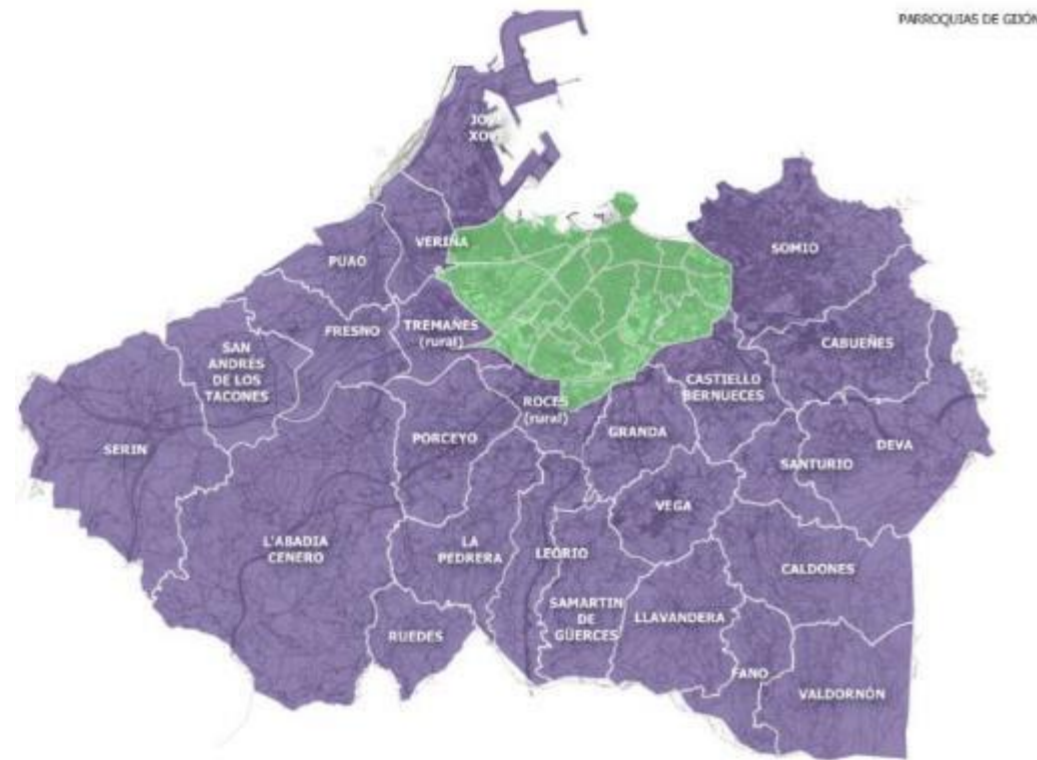 PARROQUIAS DE GIJÓN
JOVE
XOVE
SOMIO
VERIÑA
PUAO
CABUEÑES
FRESNO
TREMAÑES
(rural)
SAN
ANDRES
DE LOS
TACONES
CASTIELLO
BERNUECES
ROCES
(rural)
GRANDA
PORCEYO
DEVA
SERIN
SANTURIO
VEGA
L'ABADIA
CENERO
LA
PEDRERA
LEORIO
CALDONES
SAMARTIN
DE
GÜERCES
LLAVANDERA
RUEDES
FANO
VALDORNÓN